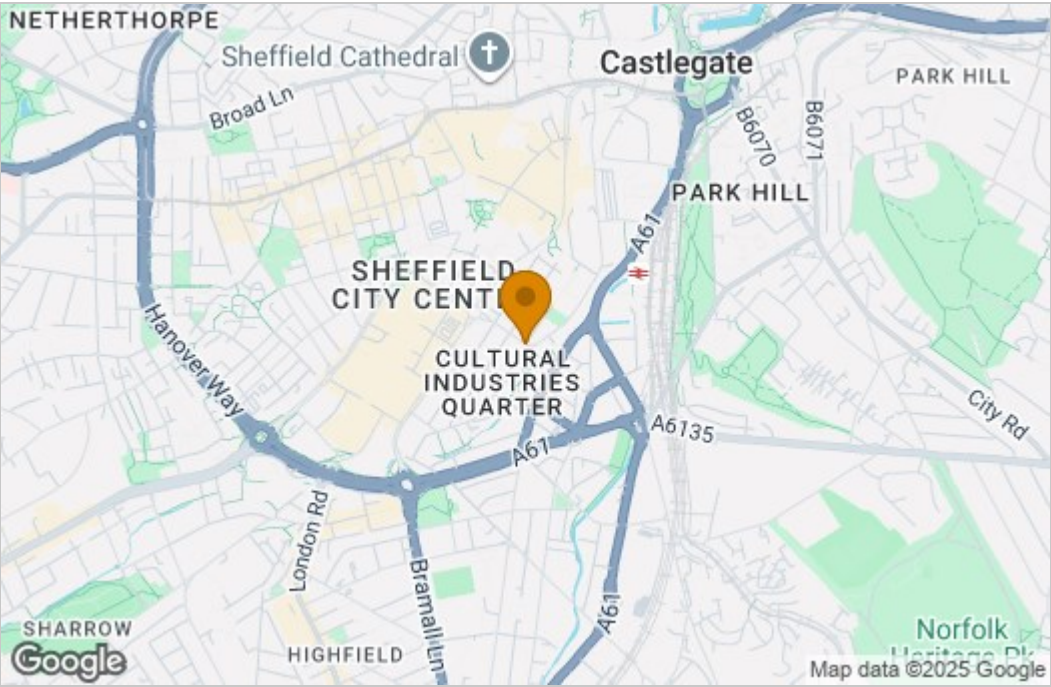 NETHERTHORPE
Sheffield Cathedral
Castlegate
PARK HILL
Broad Ln
B6070
B6071
PARK HILL
A61
SHEFFIELD
CITY CENT
Hanover Way
CULTURAL
INDUSTRIES
QUARTER
City Rd
A6135
A61
London Rd
Bramall Ln
A61
SHARROW
HIGHFIELD
Norfolk
Heritage Pk
Google
Map data ©2025 Google